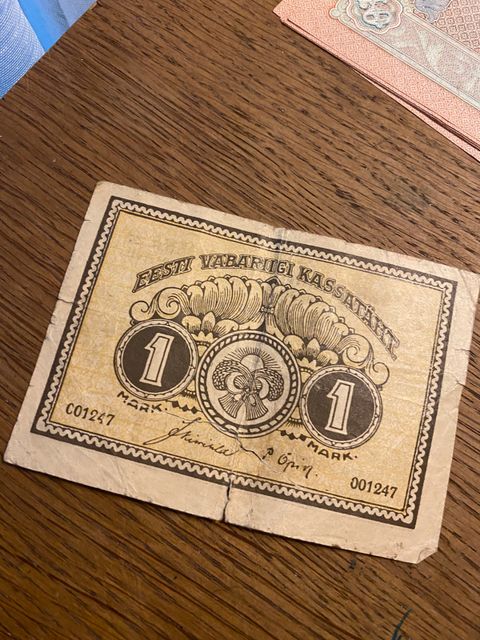 EESTI VABARIIGI KASSATÄHT.
1 1
MARK. MARK.
001247 001247